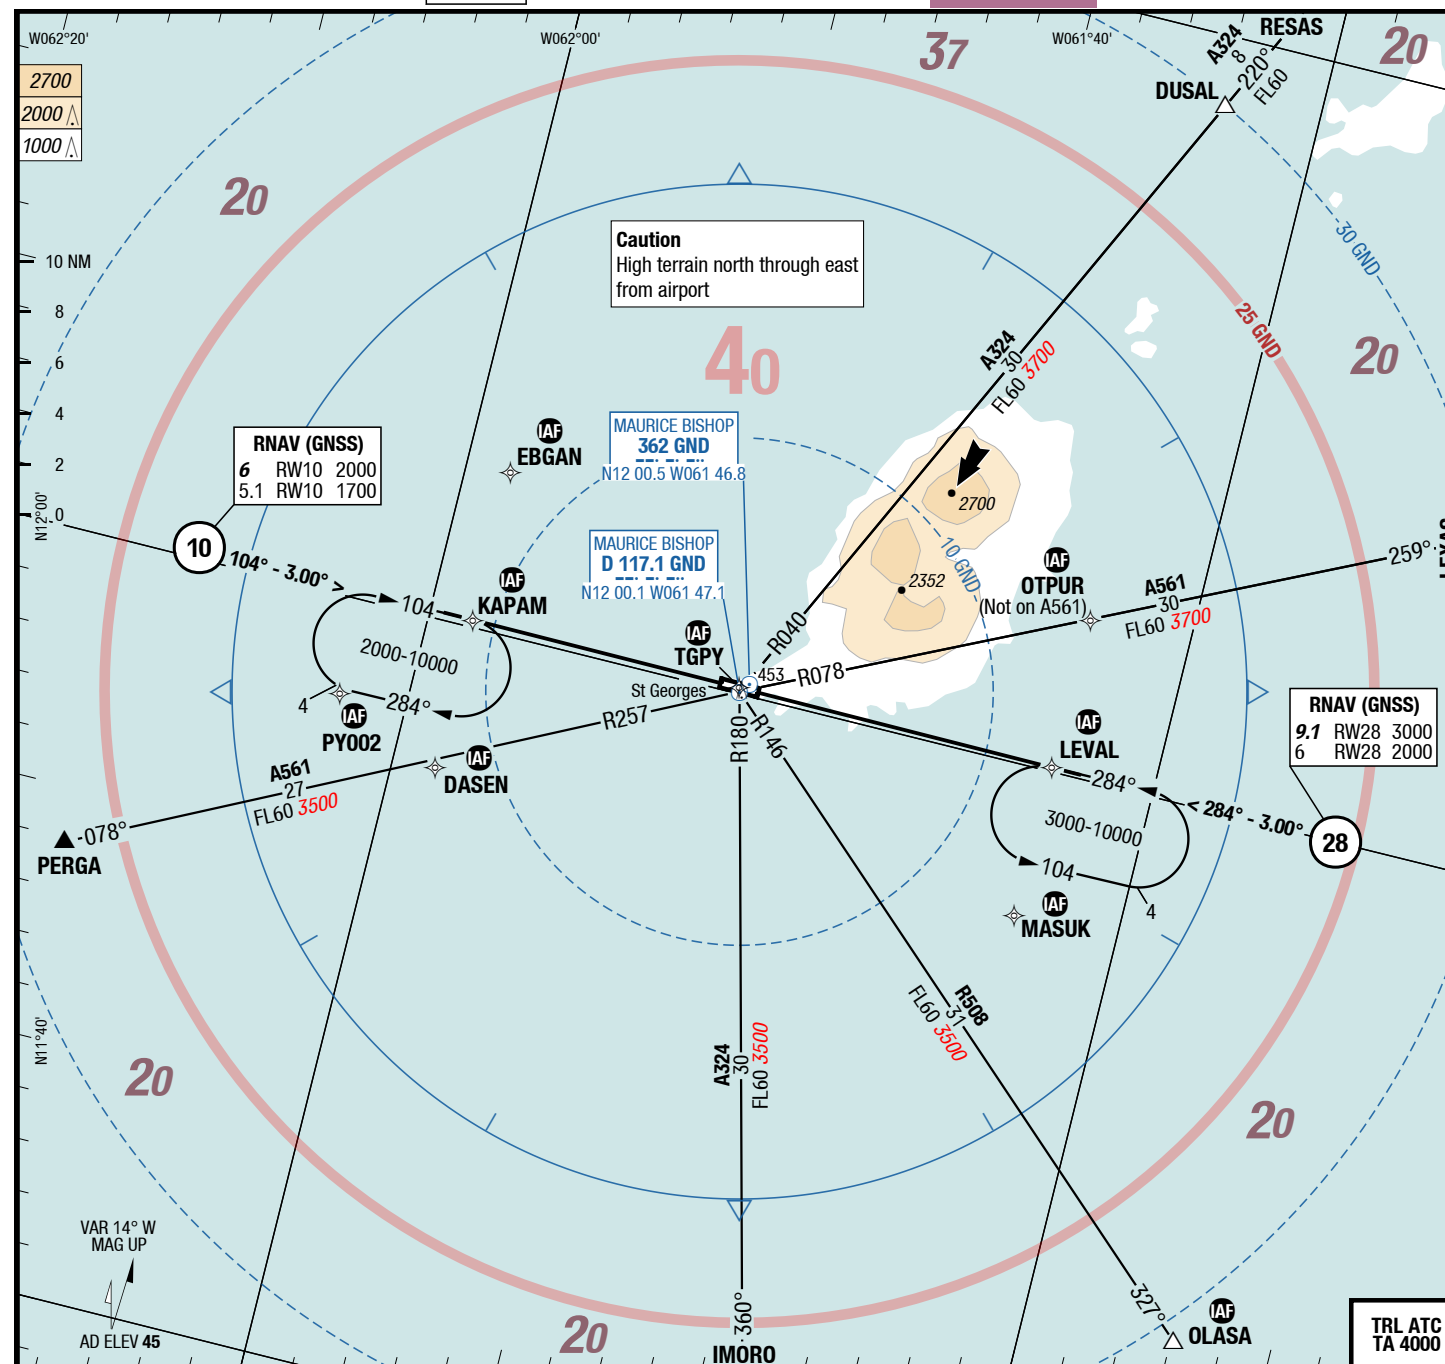 W062°20'
W062°00'
W061°40'
37
20
RESAS
A324
8
220°
FL60
DUSAL
2700
2000
1000
20
30 GND
Caution
High terrain north through east
from airport
10 NM
8
6
4
2
0
N12°00'
25 GND
20
40
A324
30
FL60 3700
RNAV (GNSS)
6 RW10 2000
5.1 RW10 1700
IAF
EBGAN
MAURICE BISHOP
362 GND
N12 00.5 W061 46.8
2700
10
104° - 3.00° >
MAURICE BISHOP
D 117.1 GND
N12 00.1 W061 47.1
10 GND
2352
IAF
OTPUR
(Not on A561)
259°
A561
30
FL60 3700
IAF
KAPAM
104
2000-10000
284°
4
IAF
PY002
IAF
TGPY
St Georges
453
R040
R078
R257
R180
R146
IAF
DASEN
A561
27
FL60 3500
078°
PERGA
RNAV (GNSS)
9.1 RW28 3000
6 RW28 2000
IAF
LEVAL
284°
< 284° - 3.00°
28
3000-10000
104
4
IAF
MASUK
R508
31
FL60 3500
A324
30
FL60 3500
N11°40'
20
20
VAR 14° W
MAG UP
AD ELEV 45
20
360°
IMORO
327°
IAF
OLASA
TRL ATC
TA 4000